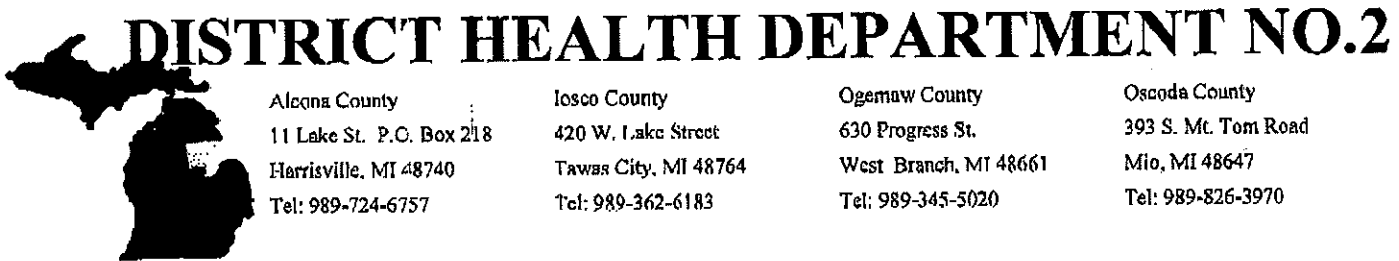 DISTRICT HEALTH DEPARTMENT NO.2
Alcona County
11 Lake St. P.O. Box 218
Harrisville, MI 48740
Tel: 989-724-6757
Iosco County
420 W. Lake Street
Tawas City, MI 48764
Tel: 989-362-6183
Ogemaw County
630 Progress St.
West Branch, MI 48661
Tel: 989-345-5020
Oscoda County
393 S. Mt. Tom Road
Mio, MI 48647
Tel: 989-826-3970